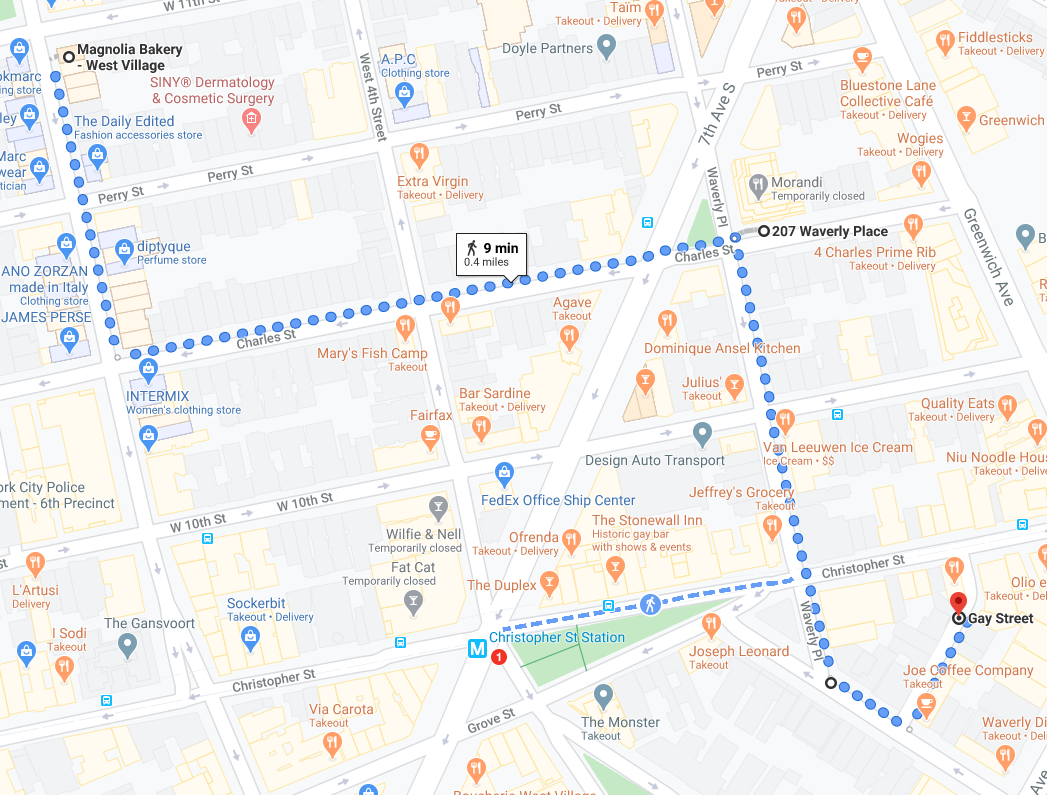 W 11th St
Magnolia Bakery
- West Village
okmarc
ing store
SINY® Dermatology
& Cosmetic Surgery
West 4th Street
A.P.C
Clothing store
Doyle Partners
Taïm
Takeout • Delivery
Takeout • Delivery
Fiddlesticks
Takeout • Delivery
Perry St
7th Ave S
Bluestone Lane
Collective Café
Takeout • Delivery
Greenwich
Wogies
Takeout • Delivery
ley
The Daily Edited
Fashion accessories store
Perry St
Marc
wear
tician
Perry St
Perry St
Extra Virgin
Takeout • Delivery
Waverly Pl
Morandi
Temporarily closed
207 Waverly Place
Greenwich Ave
B
4 Charles Prime Rib
Takeout • Delivery
diptyque
Perfume store
9 min
0.4 miles
Charles St
ANO ZORZAN
made in Italy
Clothing store
JAMES PERSE
R
T
Agave
Takeout
Charles St
Mary's Fish Camp
Takeout
Dominique Ansel Kitchen
Julius'
Takeout
INTERMIX
Women's clothing store
Bar Sardine
Takeout • Delivery
Fairfax
Quality Eats
Takeout • Delivery
Van Leeuwen Ice Cream
Ice Cream • $$
Niu Noodle Hou
Takeout • De
Design Auto Transport
ork City Police
ment - 6th Precinct
FedEx Office Ship Center
Jeffrey's Grocery
Takeout
W 10th St
W 10th St
Wilfie & Nell
Temporarily closed
Ofrenda
Takeout • Delivery
The Stonewall Inn
Historic gay bar
with shows & events
St
Fat Cat
Temporarily closed
The Duplex
Christopher St
L'Artusi
Delivery
Olio e
Takeout • Del
Sockerbit
Takeout • Delivery
Waverly Pl
Gay Street
The Gansvoort
I Sodi
Takeout
M
1
Christopher St Station
Joseph Leonard
Takeout
Joe Coffee Company
Takeout
Christopher St
Via Carota
Takeout
Grove St
The Monster
Takeout
Waverly Di
Takeout • Deli
Boucherie West Village
Ave